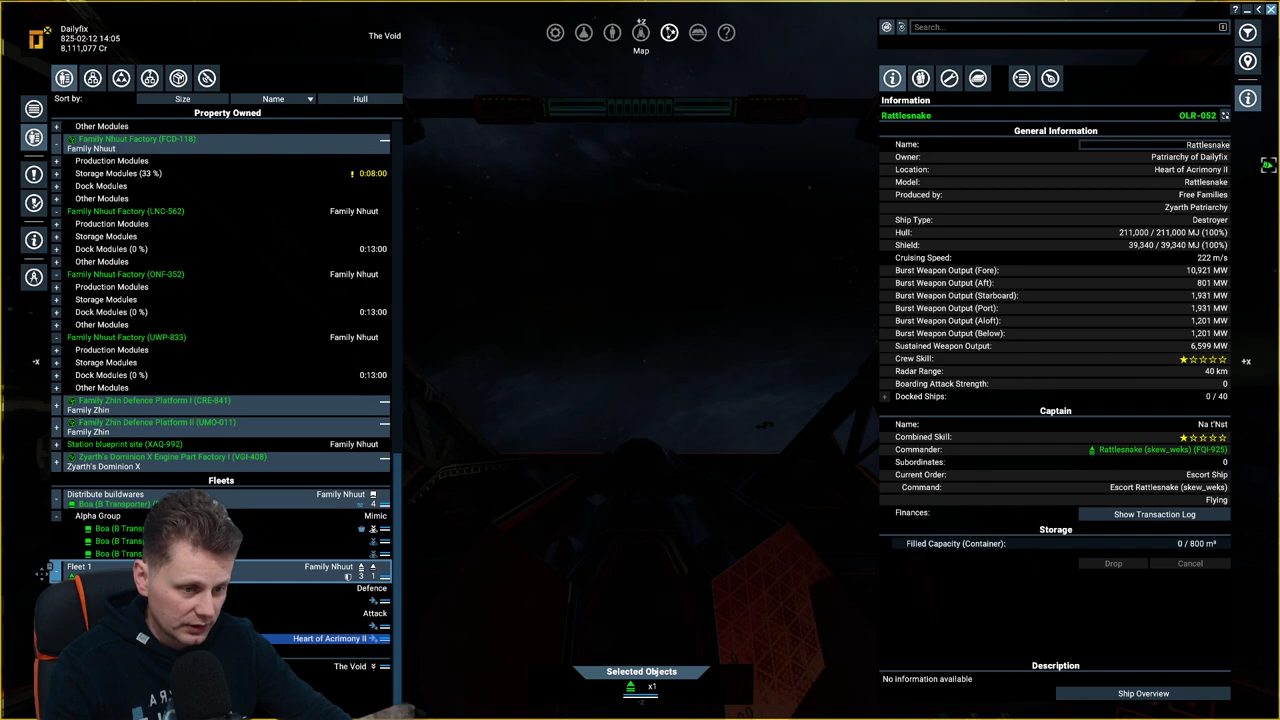 Dailyfix
825-02-12 14:05
8,111,077 Cr
The Void
Map
Sort by:
Size
Name
Hull
Property Owned
Other Modules
Family Nhuut Factory (FCD-118)
Family Nhuut
Production Modules
Storage Modules (33 %)
! 0:08:00
Dock Modules
Other Modules
Family Nhuut Factory (LNC-562)
Family Nhuut
Production Modules
Storage Modules
Dock Modules (0 %)
0:13:00
Other Modules
Family Nhuut Factory (ONF-352)
Family Nhuut
Production Modules
Storage Modules
Dock Modules (0 %)
0:13:00
Other Modules
Family Nhuut Factory (UWP-833)
Family Nhuut
Production Modules
Storage Modules
Dock Modules (0 %)
0:13:00
Other Modules
Family Zhin Defence Platform I (CRE-841)
Family Zhin
Family Zhin Defence Platform II (UMO-011)
Family Zhin
Station blueprint site (XAQ-992)
Family Nhuut
Zyarth's Dominion X Engine Part Factory I (VGI-408)
Zyarth's Dominion X
Fleets
Distribute buildwares
Family Nhuut
Boa (B Transporter)
4
Alpha Group
Mimic
Boa (B Trans
Boa (B Trans
Boa (B Trans
Fleet 1
Family Nhuut
3 1
Defence
Attack
Heart of Acrimony II
The Void
Selected Objects
x1
Search...
Information
Rattlesnake
OLR-052
General Information
Name:
Rattlesnake
Owner:
Patriarchy of Dailyfix
Location:
Heart of Acrimony II
Model:
Rattlesnake
Produced by:
Free Families
Zyarth Patriarchy
Ship Type:
Destroyer
Hull:
211,000 / 211,000 MJ (100%)
Shield:
39,340 / 39,340 MJ (100%)
Cruising Speed:
222 m/s
Burst Weapon Output (Fore):
10,921 MW
Burst Weapon Output (Aft):
801 MW
Burst Weapon Output (Starboard):
1,931 MW
Burst Weapon Output (Port):
1,931 MW
Burst Weapon Output (Aloft):
1,201 MW
Burst Weapon Output (Below):
1,201 MW
Sustained Weapon Output:
6,599 MW
Crew Skill:
Radar Range:
40 km
Boarding Attack Strength:
0
Docked Ships:
0 / 40
Captain
Name:
Na t'Nst
Combined Skill:
Commander:
Rattlesnake (skew_weks) (FQI-925)
Subordinates:
0
Current Order:
Escort Ship
Command:
Escort Rattlesnake (skew_weks)
Flying
Finances:
Show Transaction Log
Storage
Filled Capacity (Container):
0 / 800 m³
Drop
Cancel
Description
No information available
Ship Overview